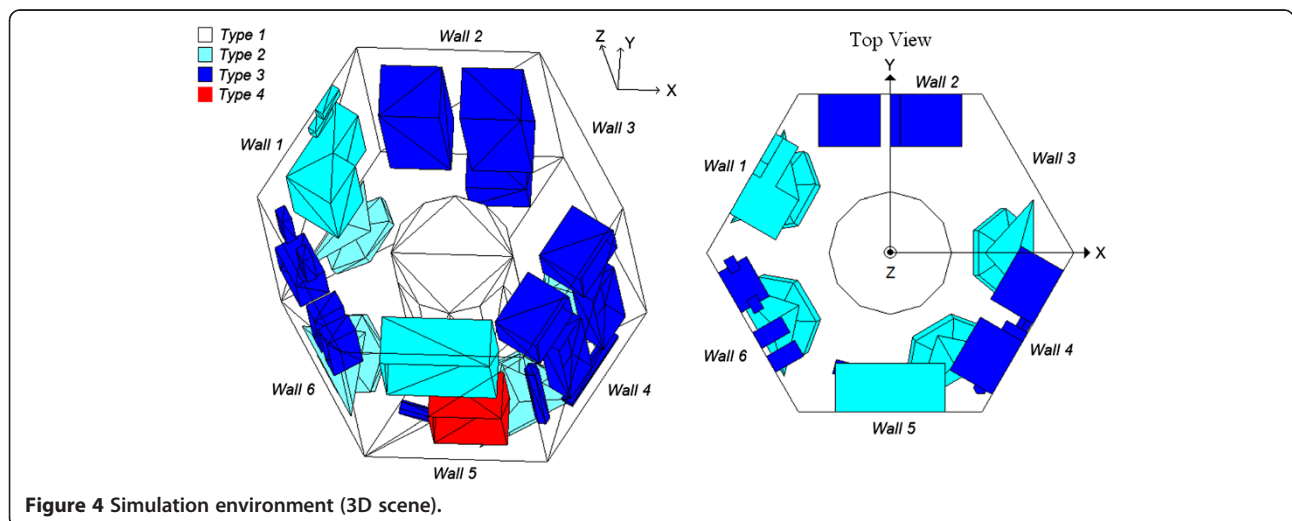 Type 1
Type 2
Type 3
Type 4
Wall 2
Z
Y
X
Wall 1
Wall 3
Wall 6
Wall 4
Wall 5
Top View
Y
Wall 2
Wall 1
Wall 3
X
Z
Wall 6
Wall 4
Wall 5
Figure 4 Simulation environment (3D scene).